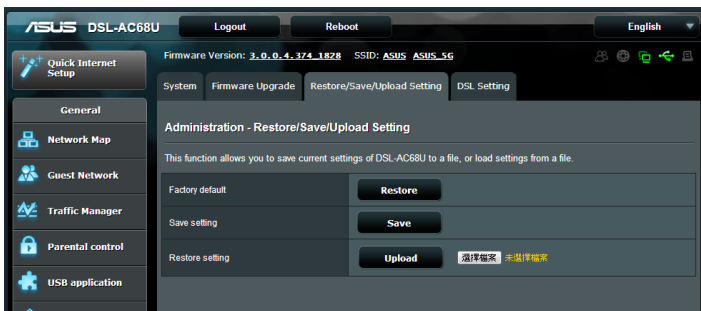 ASUS DSL-AC68U Logout Reboot English
Quick Internet Setup
Firmware Version: 3.0.0.4.374_1828 SSID: ASUS ASUS_5G
System Firmware Upgrade Restore/Save/Upload Setting DSL Setting
General
Network Map
Guest Network
Traffic Manager
Parental control
USB application
Administration - Restore/Save/Upload Setting
This function allows you to save current settings of DSL-AC68U to a file, or load settings from a file.
Factory default Restore
Save setting Save
Restore setting Upload 選擇檔案 未選擇檔案